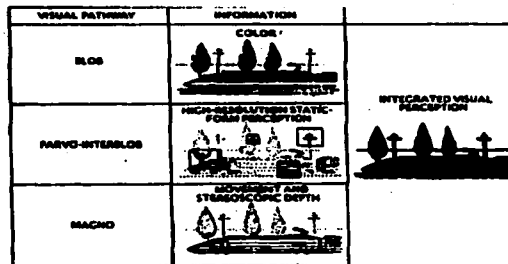 VISUAL PATHWAY
INFORMATION
BLOB
COLOR
PARVO-INTERBLOB
HIGH-RESOLUTION STATIC-
FORM PERCEPTION
MAGNO
MOVEMENT AND
STEREOSCOPIC DEPTH
INTEGRATED VISUAL
PERCEPTION